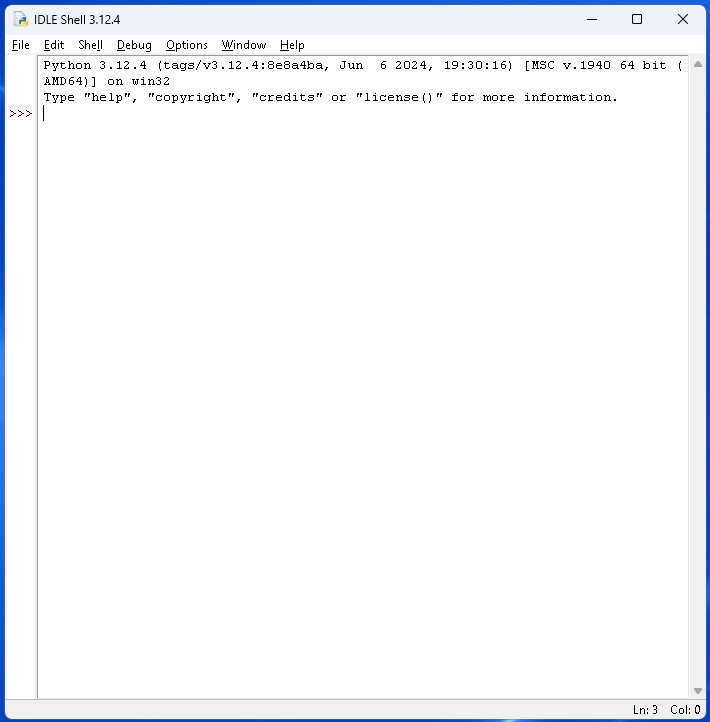 IDLE Shell 3.12.4
File Edit Shell Debug Options Window Help
Python 3.12.4 (tags/v3.12.4:8e8a4ba, Jun  6 2024, 19:30:16) [MSC v.1940 64 bit (
AMD64)] on win32
Type "help", "copyright", "credits" or "license()" for more information.
>>>
Ln: 3 Col: 0